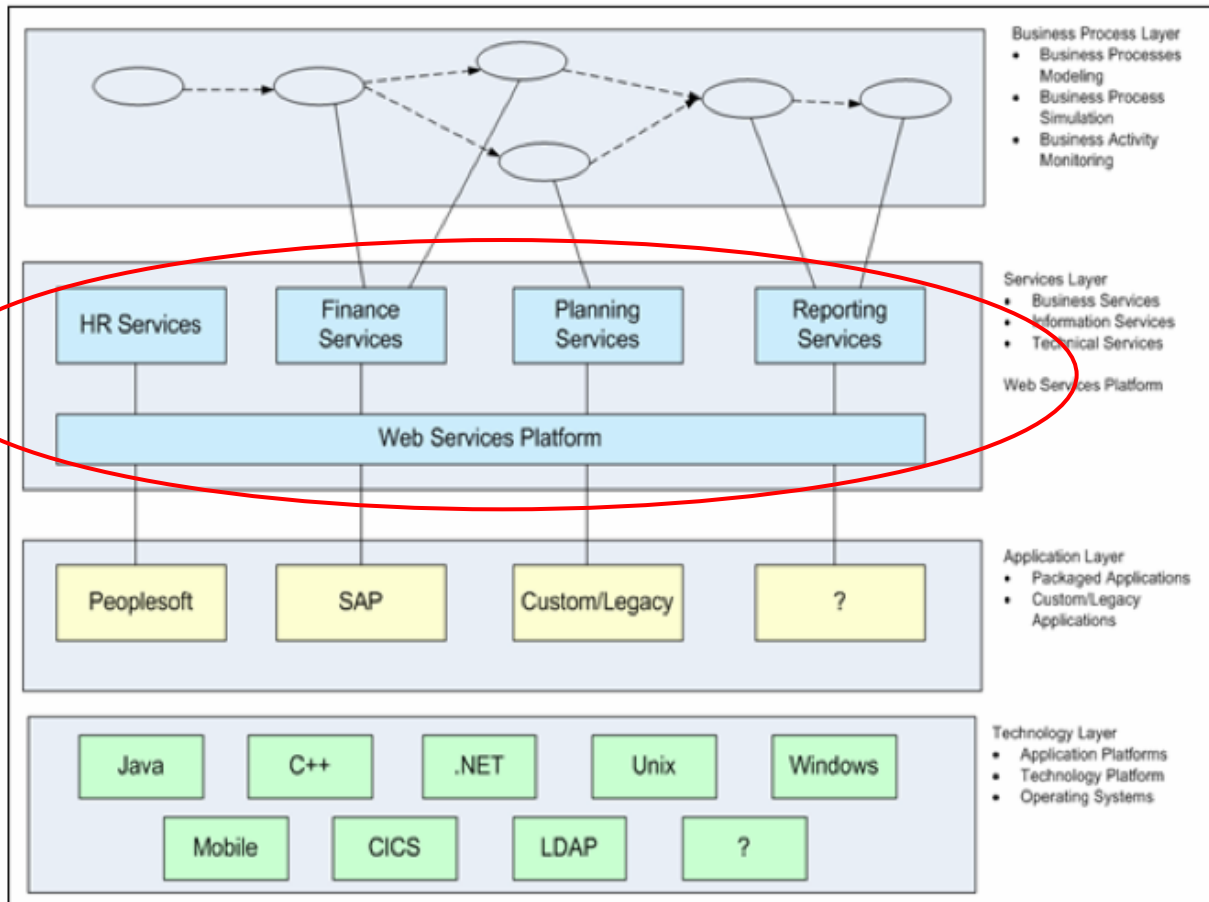 Business Process Layer
• Business Processes
Modeling
• Business Process
Simulation
• Business Activity
Monitoring
HR Services
Finance
Services
Planning
Services
Reporting
Services
Services Layer
• Business Services
• Information Services
• Technical Services
Web Services Platform
Web Services Platform
Peoplesoft
SAP
Custom/Legacy
?
Application Layer
• Packaged Applications
• Custom/Legacy
Applications
Java
C++
.NET
Unix
Windows
Mobile
CICS
LDAP
?
Technology Layer
• Application Platforms
• Technology Platform
• Operating Systems